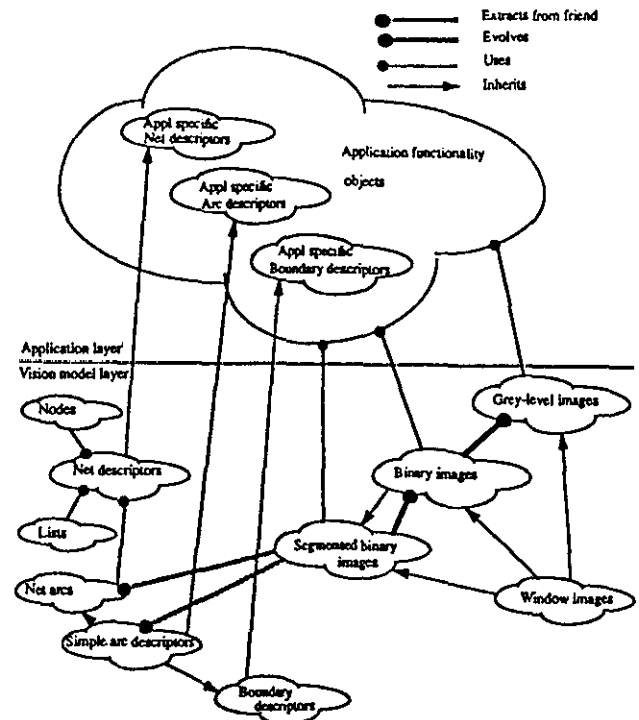 Extracts from friend
Evolves
Uses
Inherits
Appl specific
Net descriptors
Application functionality
objects
Appl specific
Arc descriptors
Appl specific
Boundary descriptors
Application layer
Vision model layer
Nodes
Grey-level images
Net descriptors
Binary images
Lists
Segmented binary
images
Net arcs
Window images
Simple arc descriptors
Boundary
descriptors